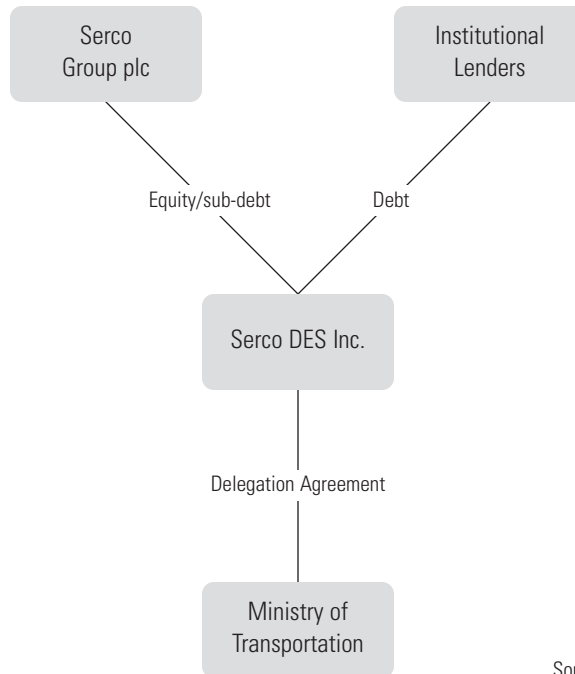 Serco
Group plc
Institutional
Lenders
Equity/sub-debt
Debt
Serco DES Inc.
Delegation Agreement
Ministry of
Transportation